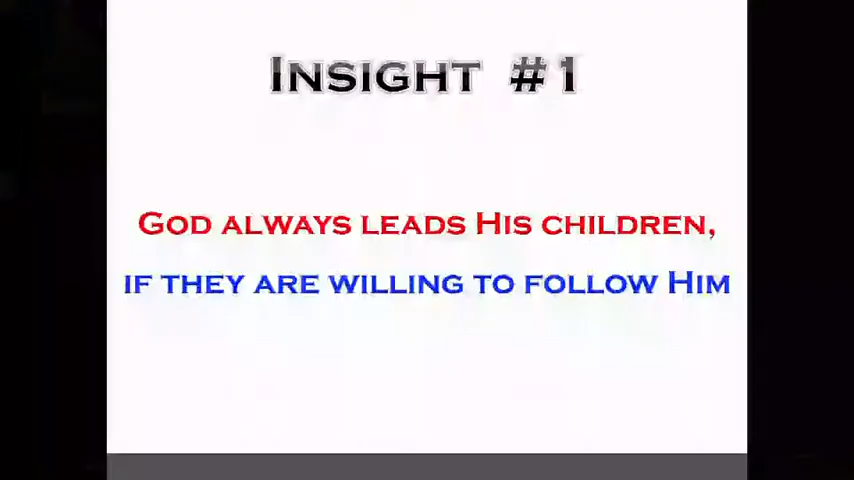 Insight #1
God always leads His children,
if they are willing to follow Him